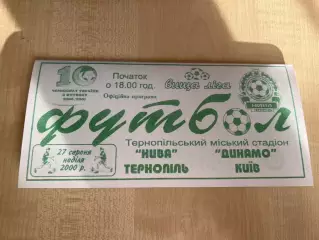 10
Початок
о 18.00 год.
Офіційна програма
Вища ліга
футбол
Тернопільський міський стадіон
27 серпня
неділя
2000 р.
"НИВА" "ДИНАМО"
ТЕРНОПІЛЬ КИЇВ